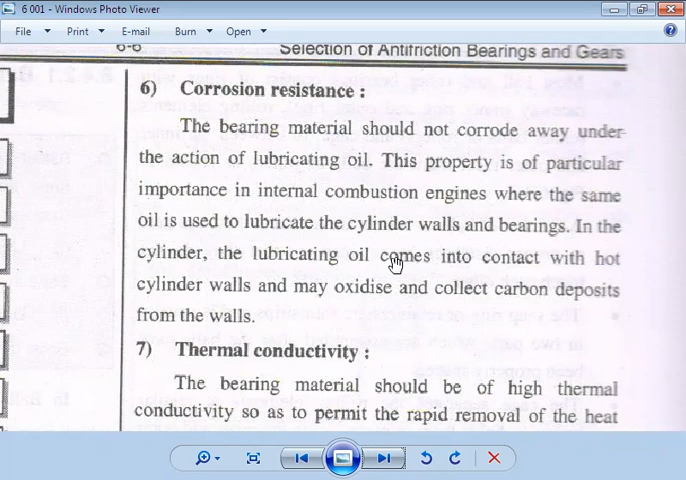 6 001 - Windows Photo Viewer
File Print E-mail Burn Open
6-6 Selection of Antifriction Bearings and Gears
6) Corrosion resistance :
The bearing material should not corrode away under
the action of lubricating oil. This property is of particular
importance in internal combustion engines where the same
oil is used to lubricate the cylinder walls and bearings. In the
cylinder, the lubricating oil comes into contact with hot
cylinder walls and may oxidise and collect carbon deposits
from the walls.
7) Thermal conductivity :
The bearing material should be of high thermal
conductivity so as to permit the rapid removal of the heat